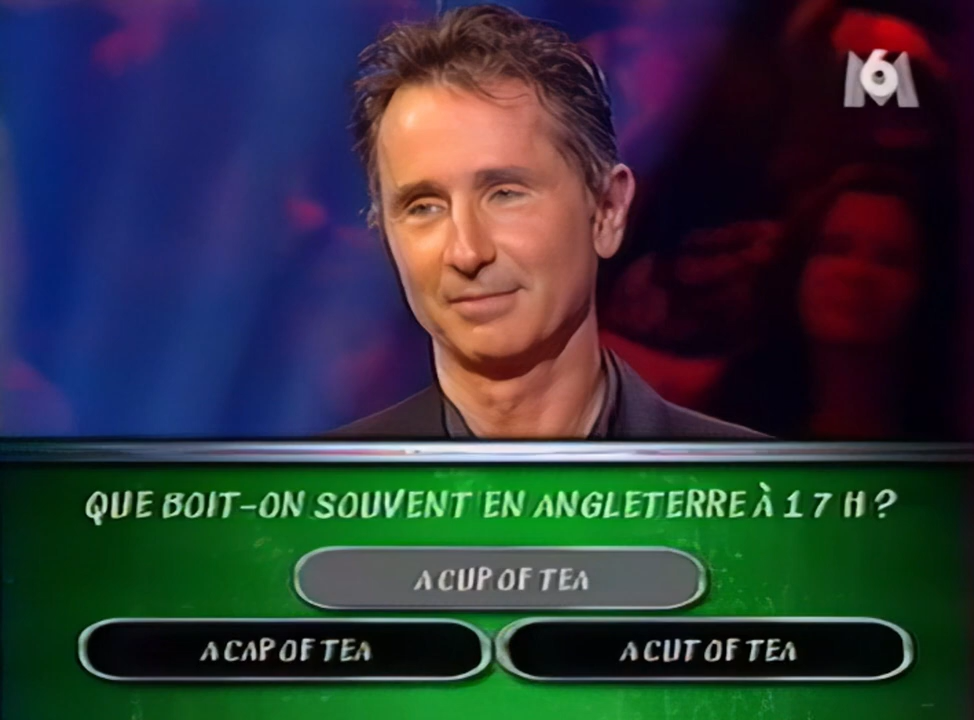 M6
QUE BOIT-ON SOUVENT EN ANGLETERRE À 17 H ?
A CUP OF TEA
A CAP OF TEA
A CUT OF TEA